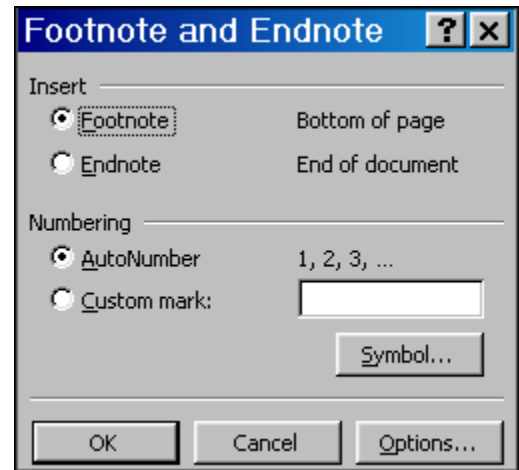 Footnote and Endnote ? ×
Insert
Footnote Bottom of page
Endnote End of document
Numbering
AutoNumber 1, 2, 3, ...
Custom mark:
Symbol...
OK Cancel Options...